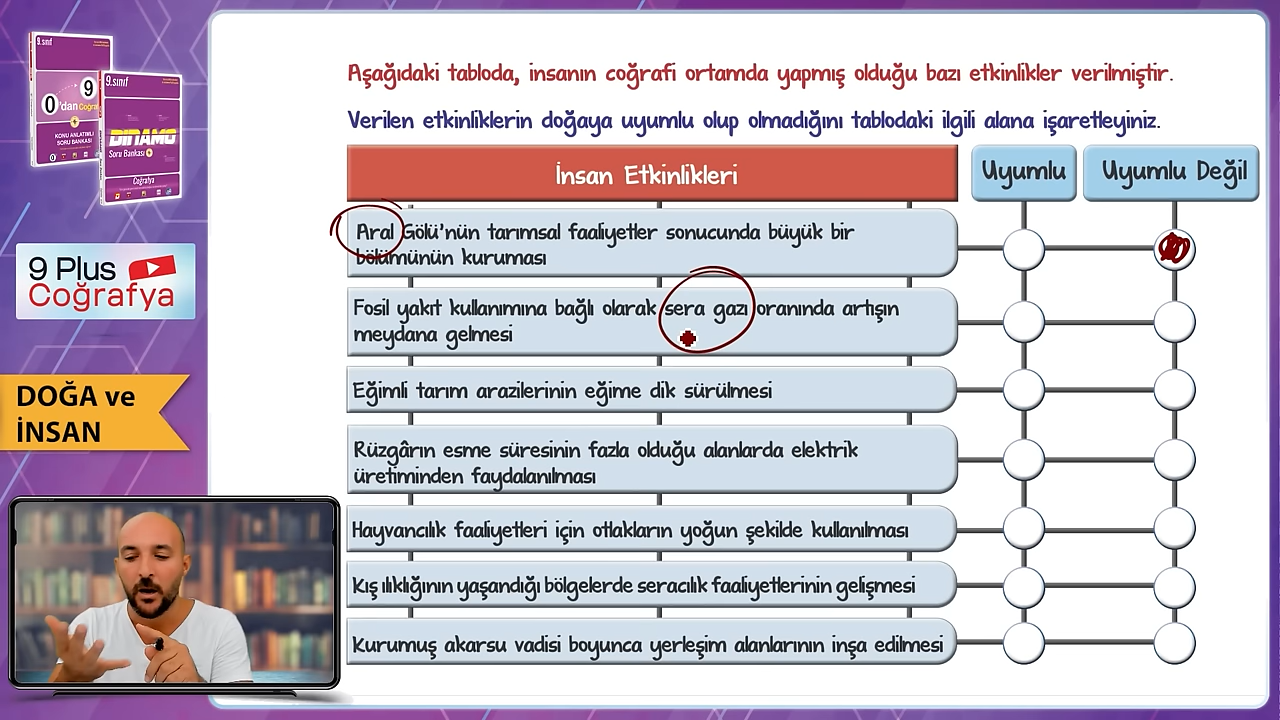 9.sınıf
0'dan 9 Coğrafya
KONU ANLATIMLI
SORU BANKASI
9.sınıf
DİNAMO
Soru Bankası
Coğrafya
9 Plus
Coğrafya
DOĞA ve
İNSAN
Aşağıdaki tabloda, insanın coğrafi ortamda yapmış olduğu bazı etkinlikler verilmiştir.
Verilen etkinliklerin doğaya uyumlu olup olmadığını tablodaki ilgili alana işaretleyiniz.
İnsan Etkinlikleri Uyumlu Uyumlu Değil
Aral Gölü'nün tarımsal faaliyetler sonucunda büyük bir
bölümünün kuruması
Fosil yakıt kullanımına bağlı olarak sera gazı oranında artışın
meydana gelmesi
Eğimli tarım arazilerinin eğime dik sürülmesi
Rüzgârın esme süresinin fazla olduğu alanlarda elektrik
üretiminden faydalanılması
Hayvancılık faaliyetleri için otlakların yoğun şekilde kullanılması
Kış ılıklığının yaşandığı bölgelerde seracılık faaliyetlerinin gelişmesi
Kurumuş akarsu vadisi boyunca yerleşim alanlarının inşa edilmesi